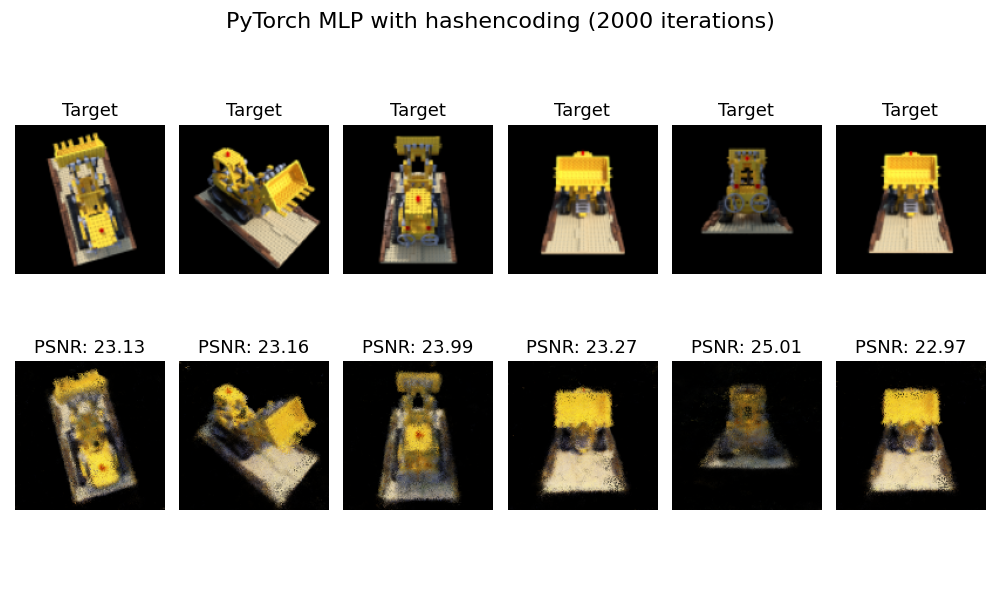 PyTorch MLP with hashencoding (2000 iterations)
Target Target Target Target Target Target
PSNR: 23.13 PSNR: 23.16 PSNR: 23.99 PSNR: 23.27 PSNR: 25.01 PSNR: 22.97